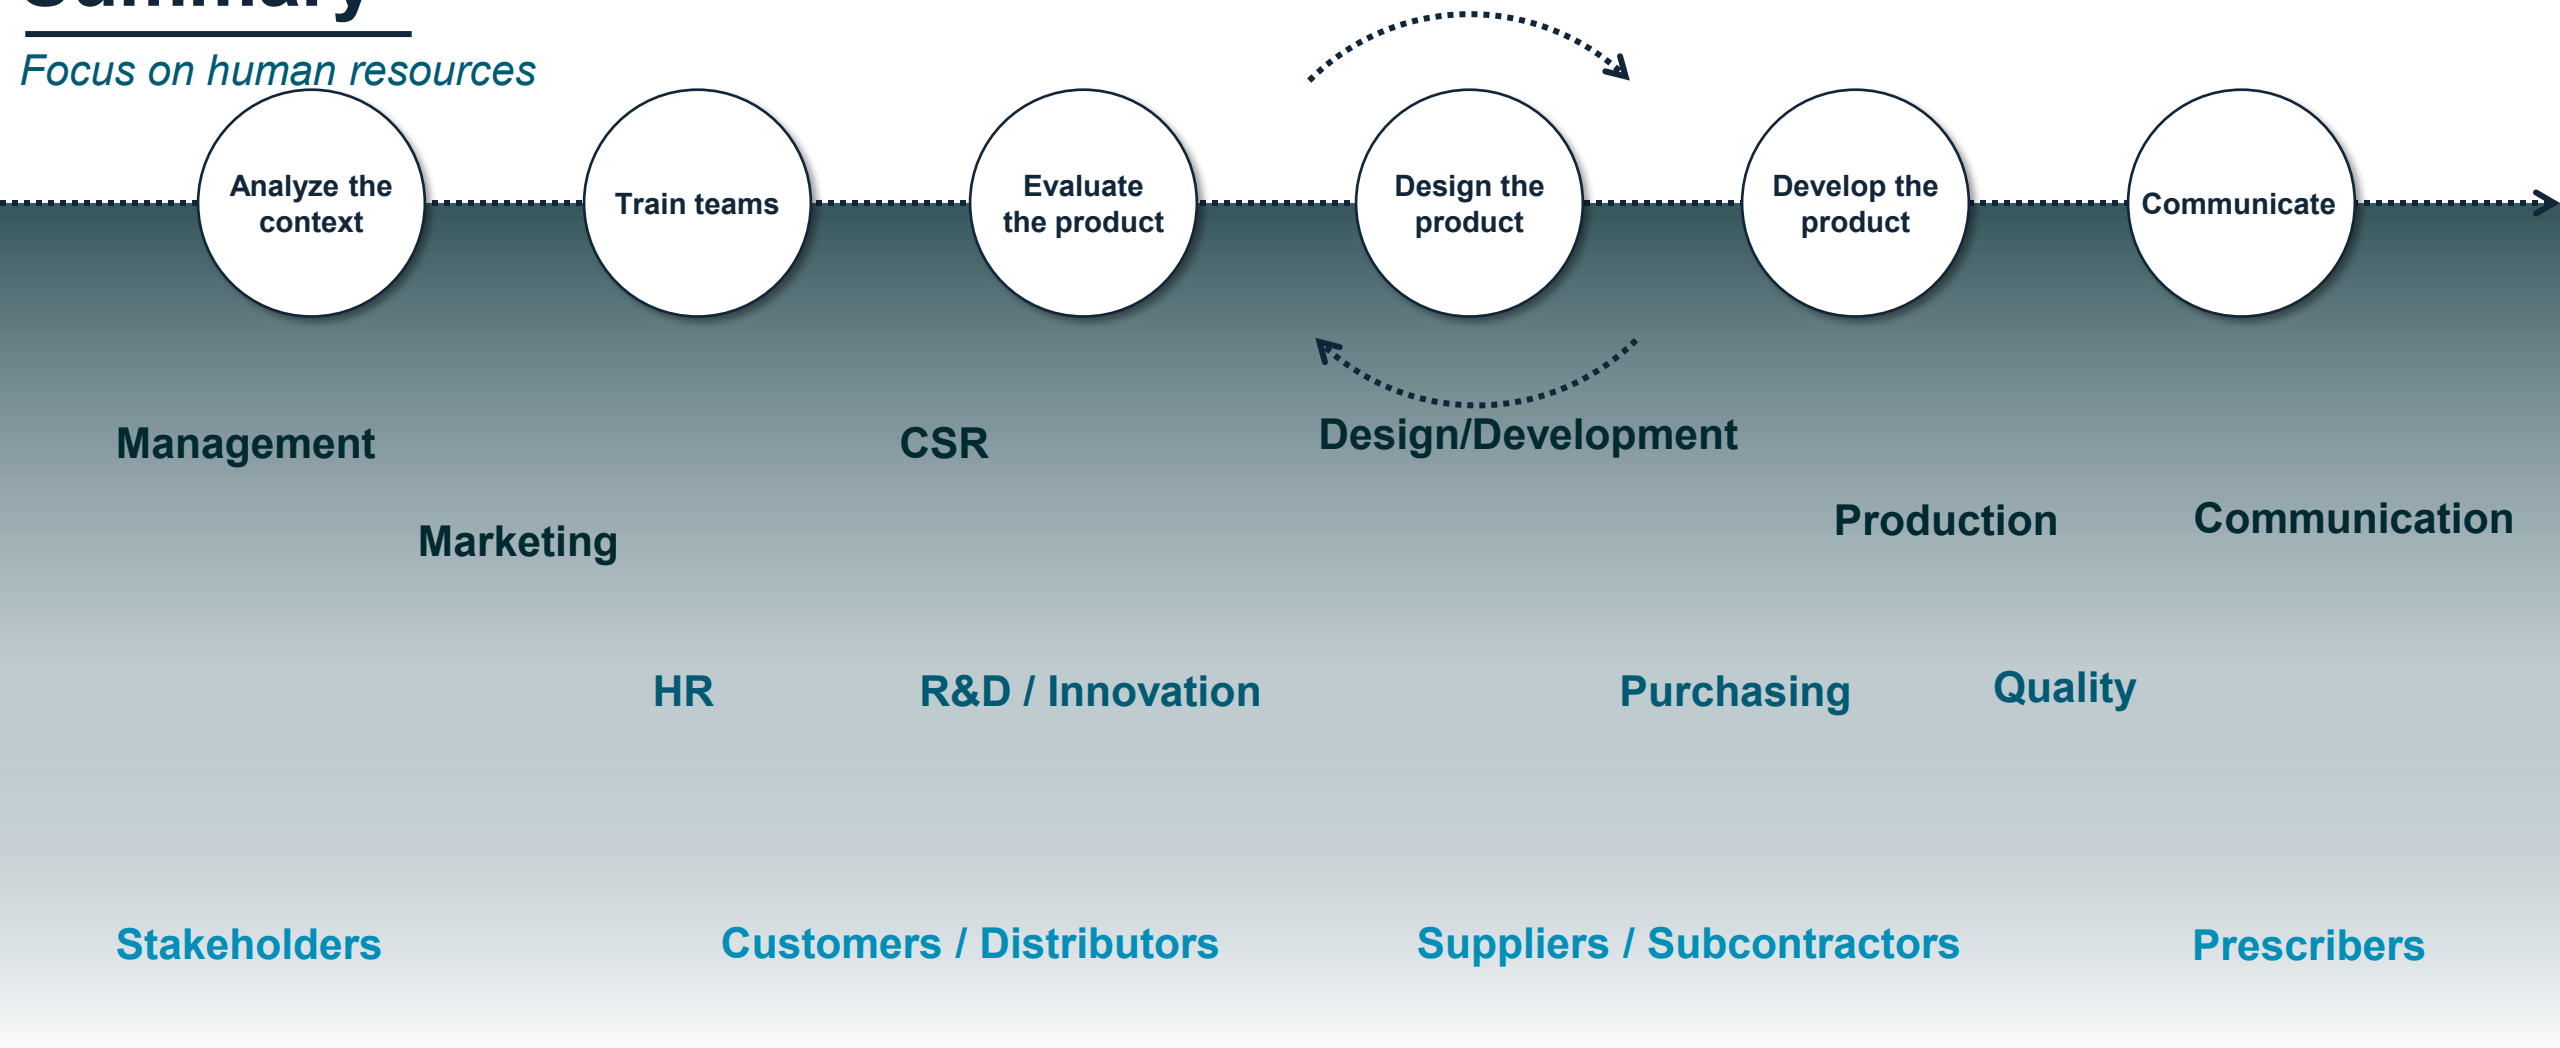 Summary
Focus on human resources
Analyze the
context
Train teams
Evaluate
the product
Design the
product
Develop the
product
Communicate
Management
CSR
Design/Development
Marketing
Production
Communication
HR
R&D / Innovation
Purchasing
Quality
Stakeholders
Customers / Distributors
Suppliers / Subcontractors
Prescribers